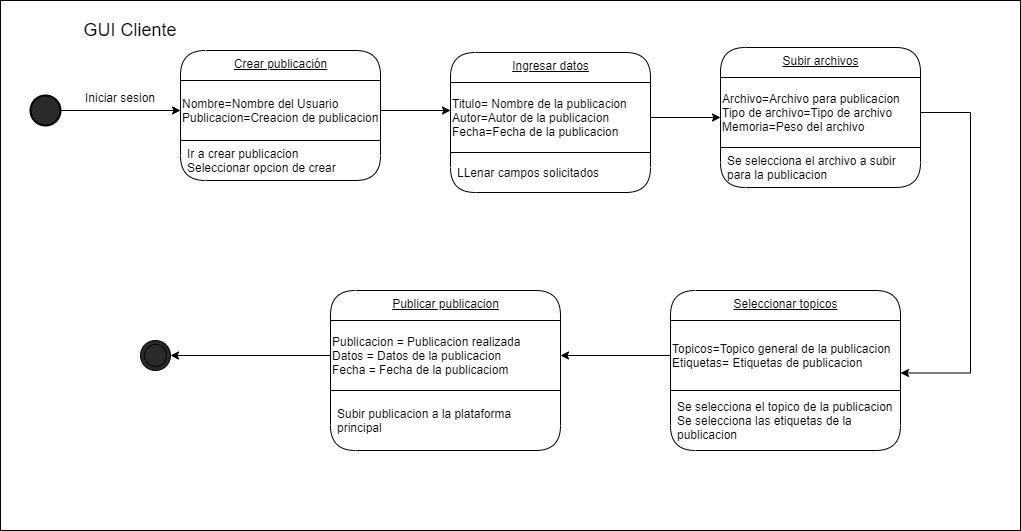 GUI Cliente
Iniciar sesion
Crear publicación
Nombre=Nombre del Usuario
Publicacion=Creacion de publicacion
Ir a crear publicacion
Seleccionar opcion de crear
Ingresar datos
Titulo= Nombre de la publicacion
Autor=Autor de la publicacion
Fecha=Fecha de la publicacion
LLenar campos solicitados
Subir archivos
Archivo=Archivo para publicacion
Tipo de archivo=Tipo de archivo
Memoria=Peso del archivo
Se selecciona el archivo a subir
para la publicacion
Seleccionar topicos
Topicos=Topico general de la publicacion
Etiquetas= Etiquetas de publicacion
Se selecciona el topico de la publicacion
Se selecciona las etiquetas de la
publicacion
Publicar publicacion
Publicacion = Publicacion realizada
Datos = Datos de la publicacion
Fecha = Fecha de la publicaciom
Subir publicacion a la plataforma
principal